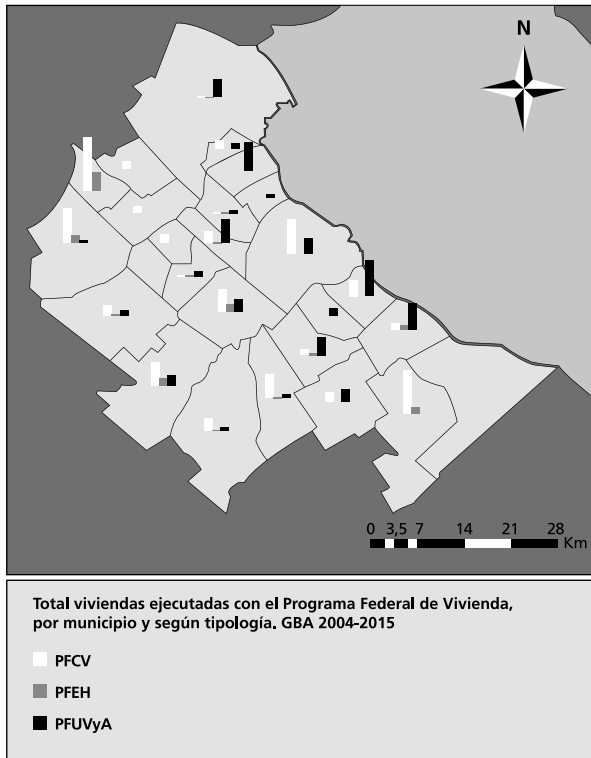 N
0 3,5 7 14 21 28
Km
Total viviendas ejecutadas con el Programa Federal de Vivienda,
por municipio y según tipología. GBA 2004-2015
PFCV
PFEH
PFUVyA